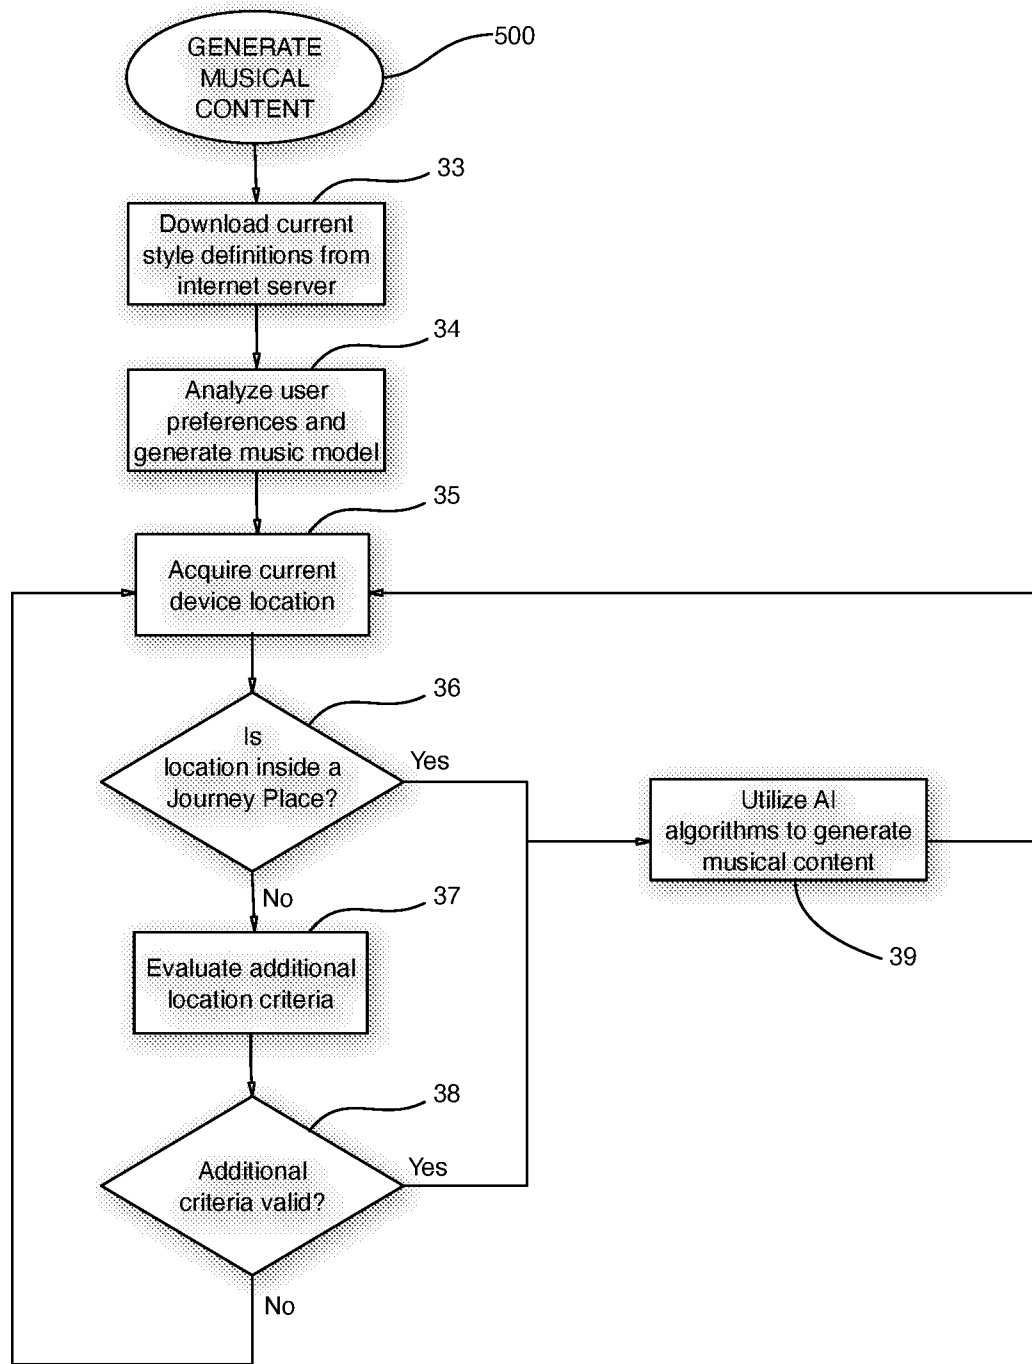 GENERATE
MUSICAL
CONTENT
500
33
Download current
style definitions from
internet server
34
Analyze user
preferences and
generate music model
35
Acquire current
device location
36
Is
location inside a
Journey Place?
Yes
No
Utilize AI
algorithms to generate
musical content
39
37
Evaluate additional
location criteria
38
Additional
criteria valid?
Yes
No